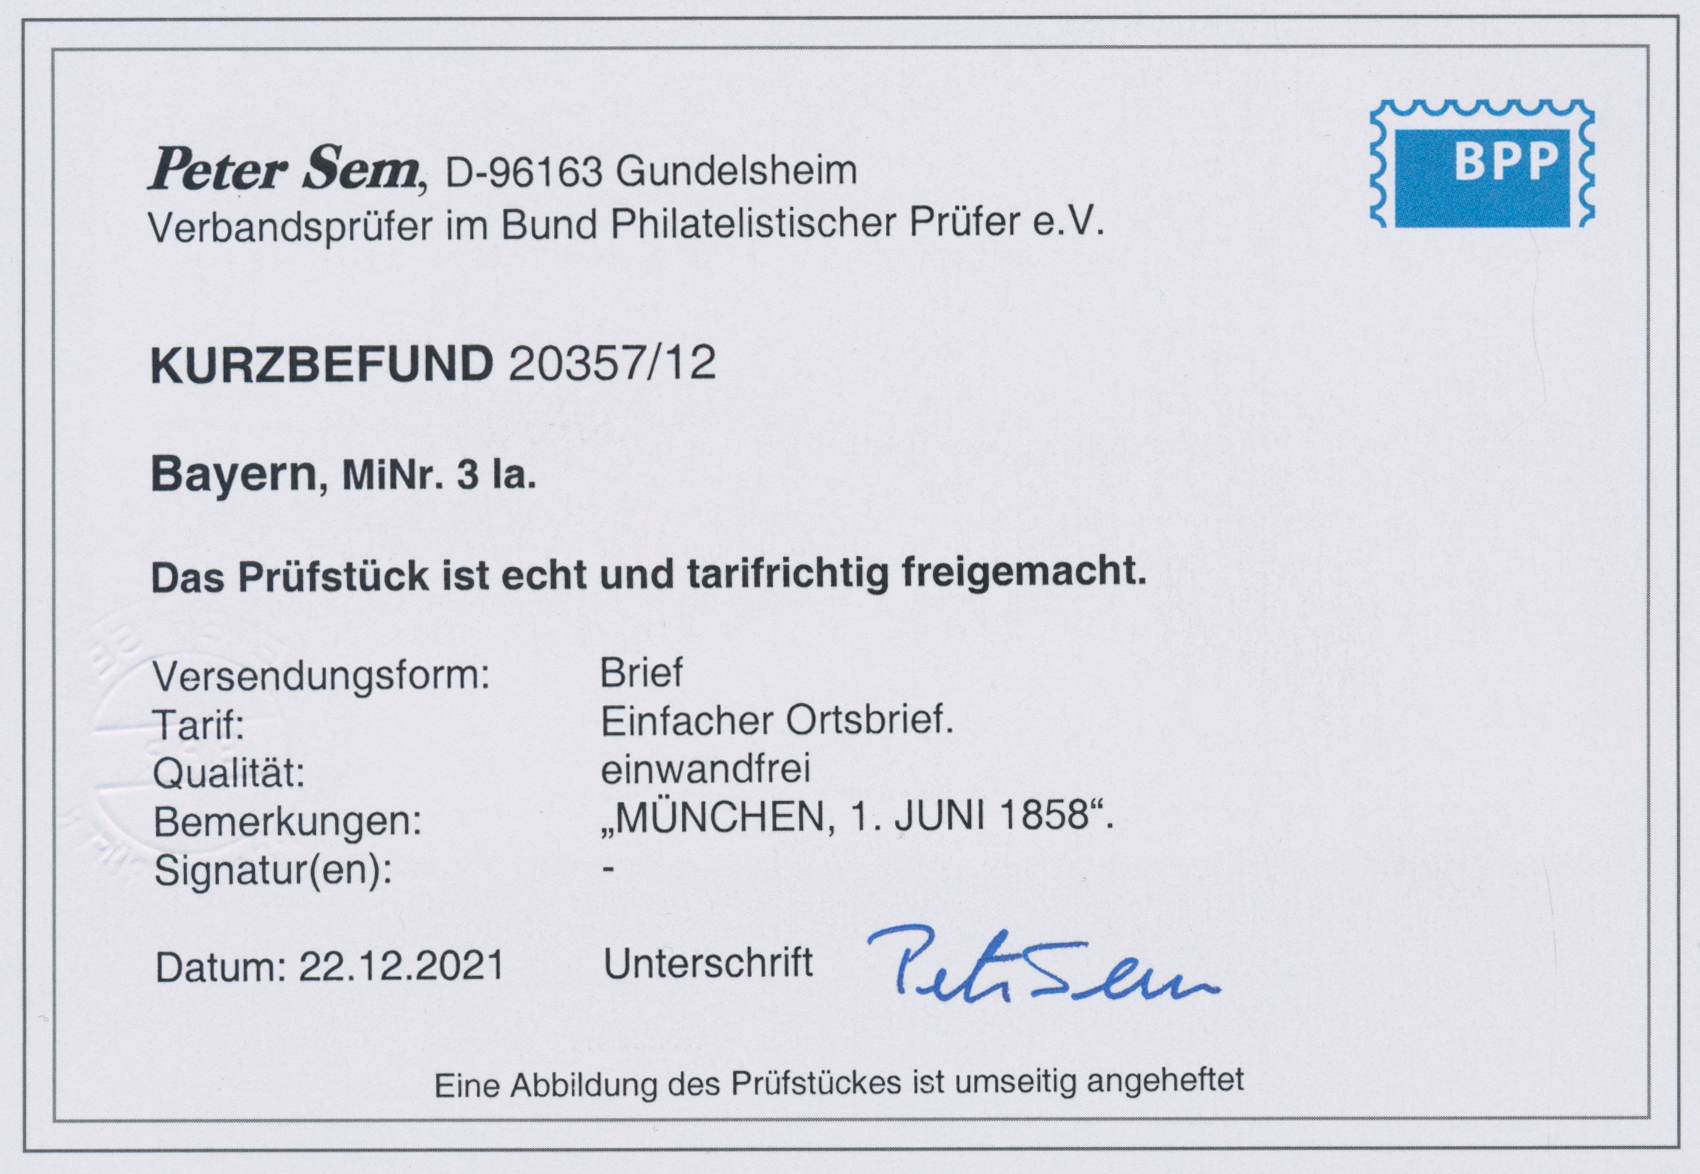 Peter Sem, D-96163 Gundelsheim
Verbandsprüfer im Bund Philatelistischer Prüfer e.V.
BPP
KURZBEFUND 20357/12
Bayern, MiNr. 3 Ia.
Das Prüfstück ist echt und tarifrichtig freigemacht.
Versendungsform: Brief
Tarif: Einfacher Ortsbrief.
Qualität: einwandfrei
Bemerkungen: „MÜNCHEN, 1. JUNI 1858“.
Signatur(en): -
Datum: 22.12.2021 Unterschrift Peter Sem
Eine Abbildung des Prüfstückes ist umseitig angeheftet